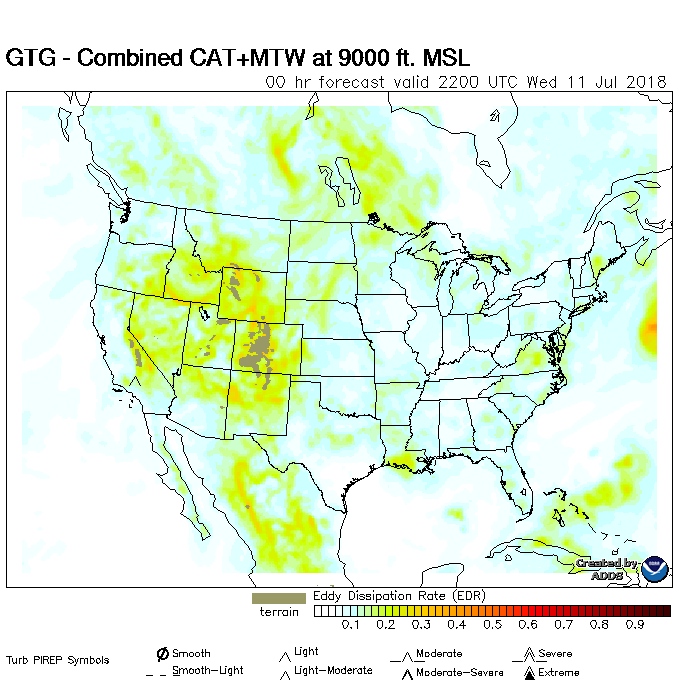 GTG - Combined CAT+MTW at 9000 ft. MSL
00 hr forecast valid 2200 UTC Wed 11 Jul 2018
Created by
ADDS
Eddy Dissipation Rate (EDR)
terrain
0.1 0.2 0.3 0.4 0.5 0.6 0.7 0.8 0.9
Turb PIREP Symbols
Smooth Light Moderate Severe
Smooth-Light Light-Moderate Moderate-Severe Extreme